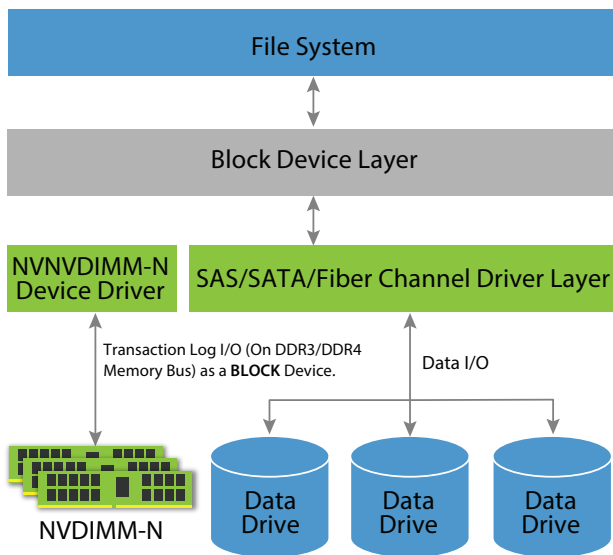 File System
Block Device Layer
NVNVDIMM-N
Device Driver
SAS/SATA/Fiber Channel Driver Layer
Transaction Log I/O (On DDR3/DDR4
Memory Bus) as a BLOCK Device.
Data I/O
NVDIMM-N
Data
Drive
Data
Drive
Data
Drive